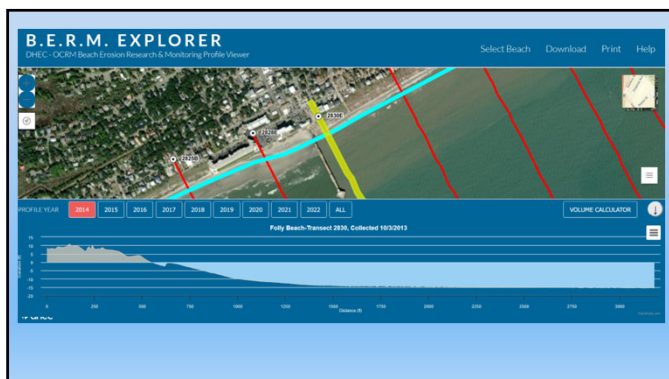 B.E.R.M. EXPLORER
DHEC - OCRM Beach Erosion Research & Monitoring Profile Viewer
Select Beach Download Print Help
2825B
2830E
PROFILE YEAR 2014 2015 2016 2017 2018 2019 2020 2021 2022 ALL
VOLUME CALCULATOR
Folly Beach-Transect 2830, Collected 10/3/2013
15
10
5
0
-5
-10
-15
-20
0 250 500 750 1000 1250 1500 1750 2000 2250 2500 2750 3000
Distance (ft)